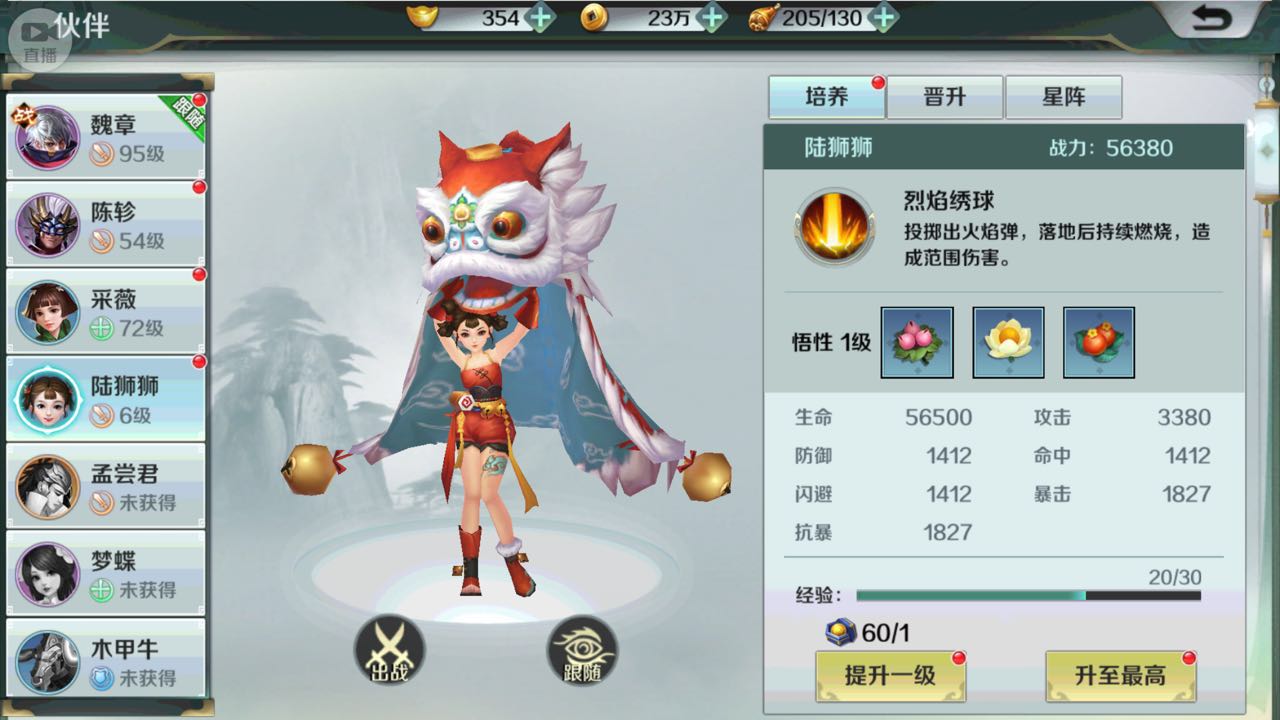 伙伴
直播
354
23万
205/130
战
魏章
跟随
95级
陈轸
54级
采薇
72级
陆狮狮
6级
孟尝君
未获得
梦蝶
未获得
木甲牛
未获得
出战
跟随
培养
晋升
星阵
陆狮狮
战力：56380
烈焰绣球
投掷出火焰弹，落地后持续燃烧，造
成范围伤害。
悟性 1级
生命 56500 攻击 3380
防御 1412 命中 1412
闪避 1412 暴击 1827
抗暴 1827
20/30
经验：
60/1
提升一级
升至最高